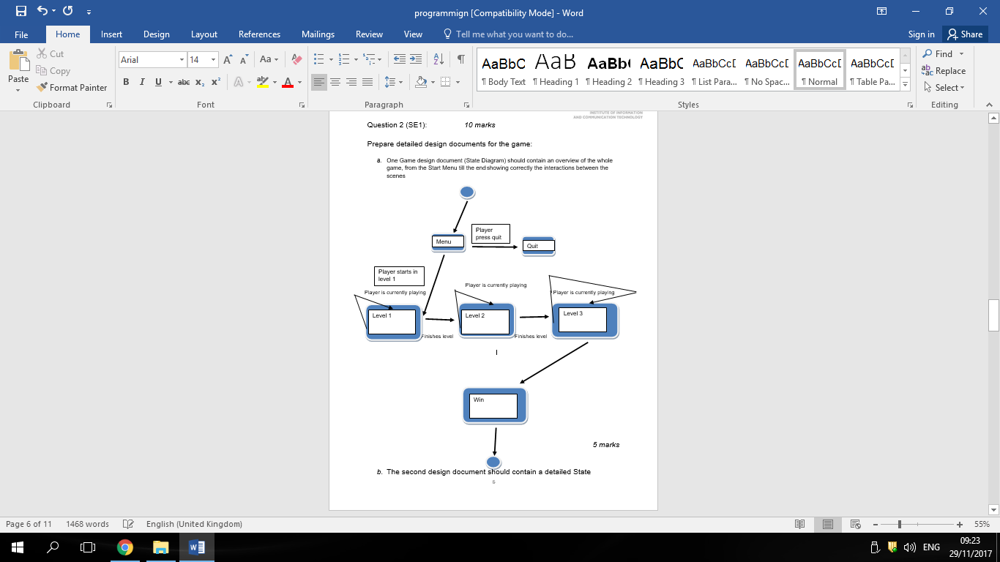 programmign [Compatibility Mode] - Word
File Home Insert Design Layout References Mailings Review View Tell me what you want to do... Sign in Share
Paste
Cut
Copy
Format Painter
Clipboard
Arial 14
Aa
B I U abc X2 X2 A A
Font
Paragraph
AaBbC AaB AaBb( AaBbC AaBbCcD AaBbCcD AaBbCcD AaBbCcD
¶ Body Text ¶ Heading 1 ¶ Heading 2 ¶ Heading 3 ¶ List Para... ¶ No Spac... ¶ Normal ¶ Table Pa...
Styles
Find
Replace
Select
Editing
INSTITUTE OF INFORMATION
AND COMMUNICATION TECHNOLOGY
Question 2 (SE1): 10 marks
Prepare detailed design documents for the game:
a. One Game design document (State Diagram) should contain an overview of the whole
game, from the Start Menu till the end showing correctly the interactions between the
scenes
Player
press quit
Menu
Quit
Player starts in
level 1
Player is currently playing
Player is currently playing
Player is currently playing
Level 1
Level 2
Level 3
Finishes level
Finishes level
Win
5 marks
b. The second design document should contain a detailed State
6
Page 6 of 11 1468 words English (United Kingdom) 55%
ENG
09:23
29/11/2017